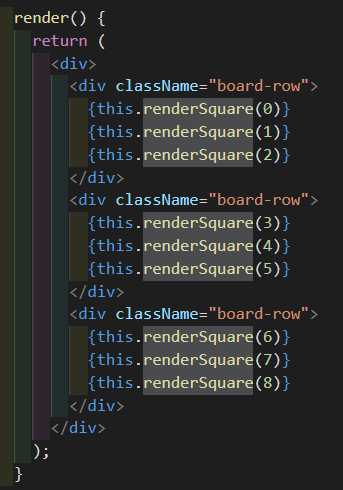 render() {
return (
<div>
<div className="board-row">
{this.renderSquare(0)}
{this.renderSquare(1)}
{this.renderSquare(2)}
</div>
<div className="board-row">
{this.renderSquare(3)}
{this.renderSquare(4)}
{this.renderSquare(5)}
</div>
<div className="board-row">
{this.renderSquare(6)}
{this.renderSquare(7)}
{this.renderSquare(8)}
</div>
</div>
);
}